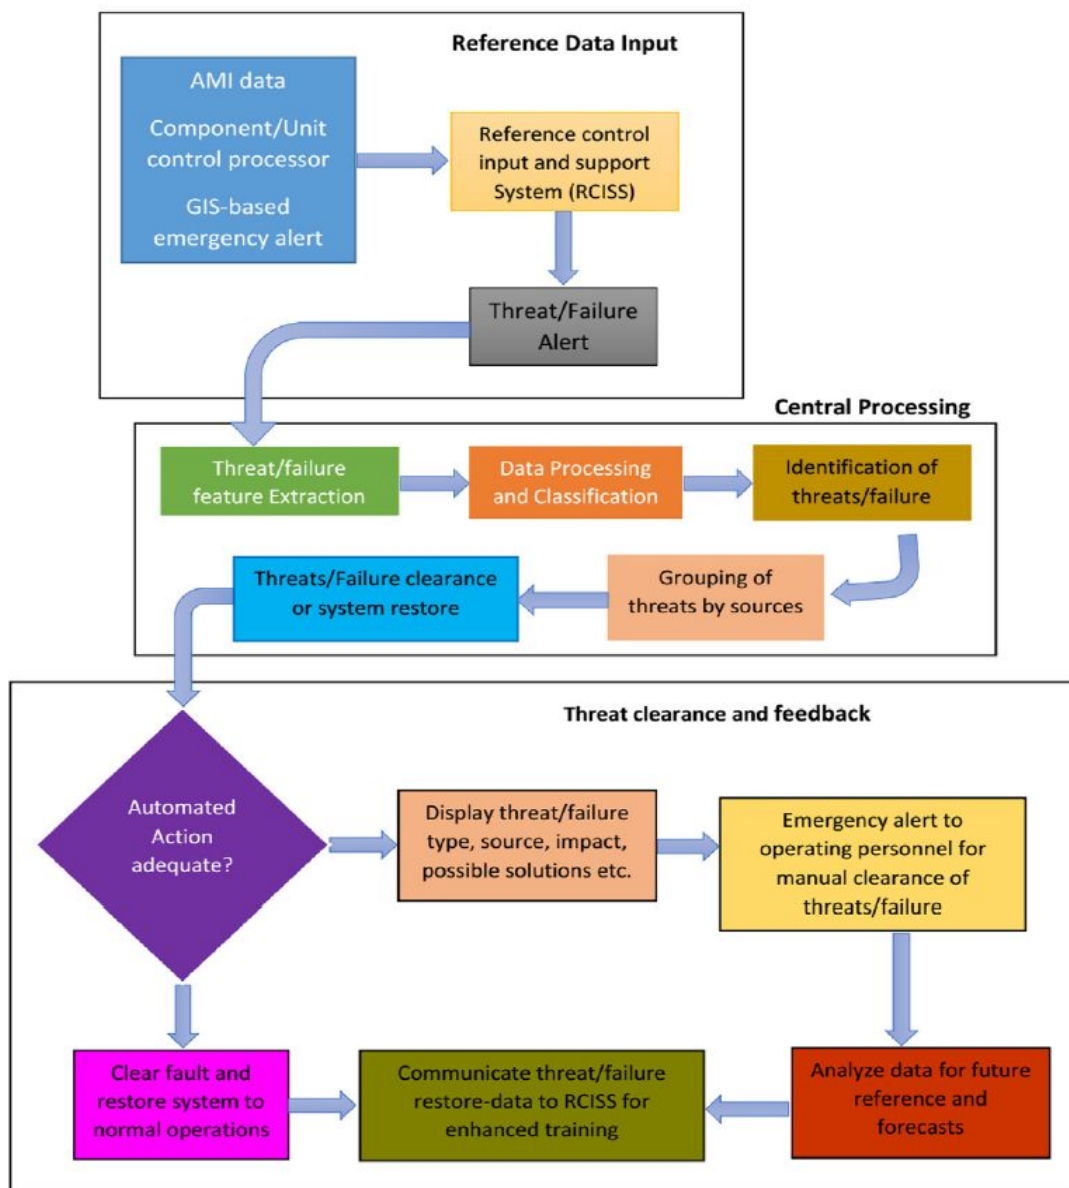 Reference Data Input
AMI data
Component/Unit
control processor
GIS-based
emergency alert
Reference control
input and support
System (RCISS)
Threat/Failure
Alert
Central Processing
Threat/failure
feature Extraction
Data Processing
and Classification
Identification of
threats/failure
Grouping of
threats by sources
Threats/Failure clearance
or system restore
Threat clearance and feedback
Automated
Action
adequate?
Display threat/failure
type, source, impact,
possible solutions etc.
Emergency alert to
operating personnel for
manual clearance of
threats/failure
Clear fault and
restore system to
normal operations
Communicate threat/failure
restore-data to RCISS for
enhanced training
Analyze data for future
reference and
forecasts